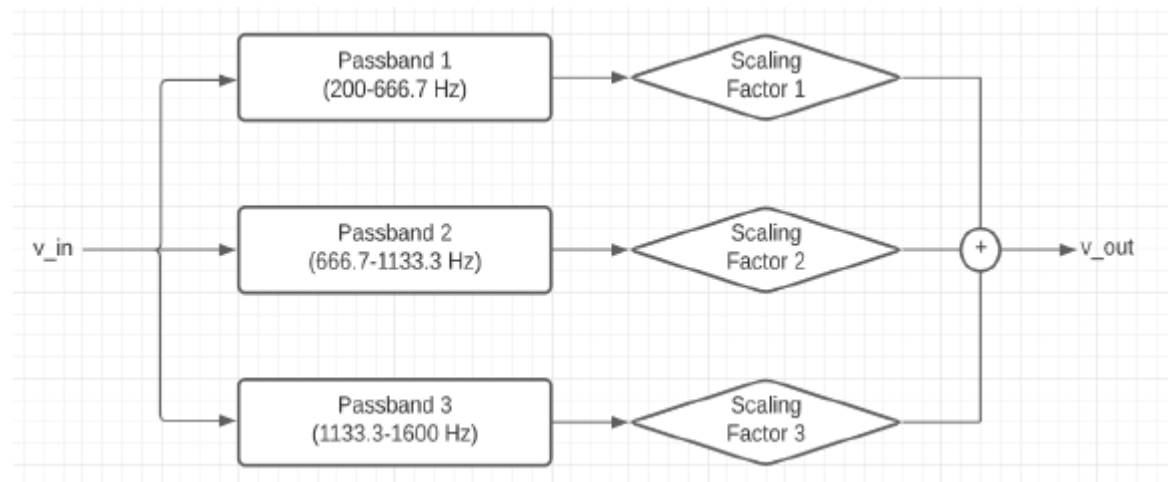 Passband 1
(200-666.7 Hz)
Scaling
Factor 1
v_in
Passband 2
(666.7-1133.3 Hz)
Scaling
Factor 2
+
v_out
Passband 3
(1133.3-1600 Hz)
Scaling
Factor 3